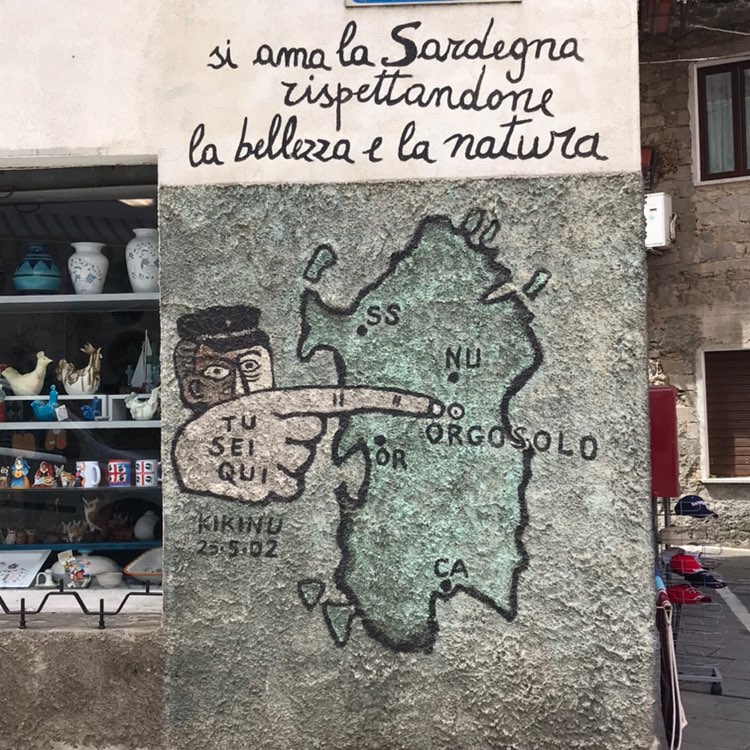 si ama la Sardegna
rispettandone
la bellezza e la natura
SS
NU
TU
SEI
QUI
ORGOSOLO
OR
KIKINU
25·5·02
CA